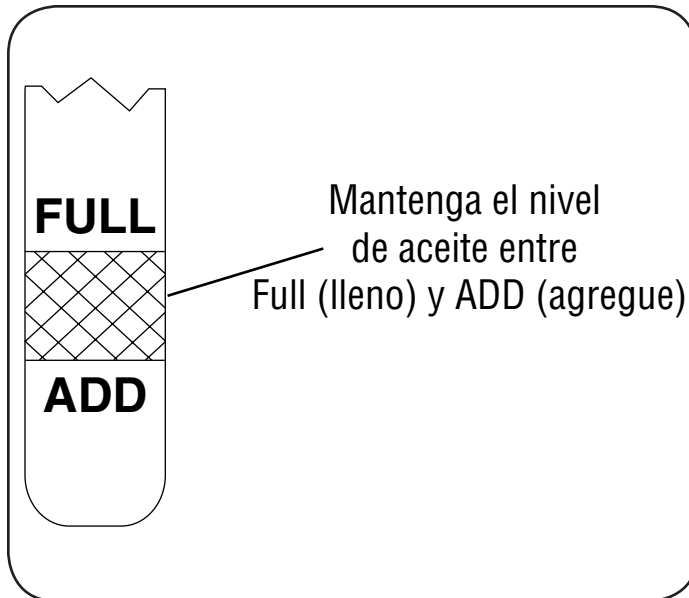 FULL
Mantenga el nivel
de aceite entre
Full (lleno) y ADD (agregue)
ADD